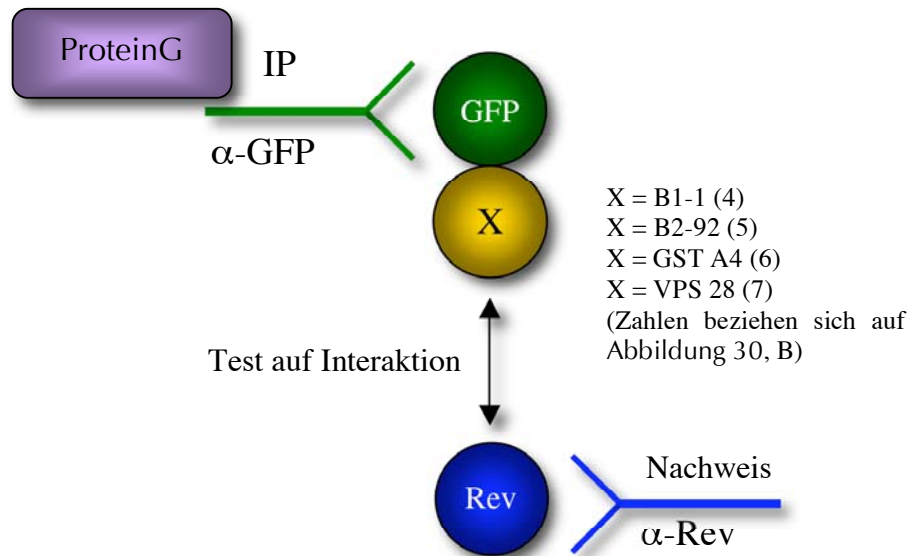 ProteinG
IP
α-GFP
GFP
X
X = B1-1 (4)
X = B2-92 (5)
X = GST A4 (6)
X = VPS 28 (7)
(Zahlen beziehen sich auf
Abbildung 30, B)
Test auf Interaktion
Rev
Nachweis
α-Rev